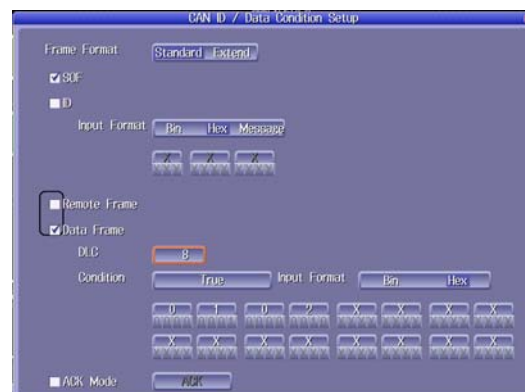 CAN ID / Data Condition Setup
Frame Format Standard Extend
SOF
ID
Input Format Bin Hex Message
X X X
Remote Frame
Data Frame
DLC 8
Condition True Input Format Bin Hex
0 1 0 2 X X X X
X X X X X X X X
ACK Mode ACK